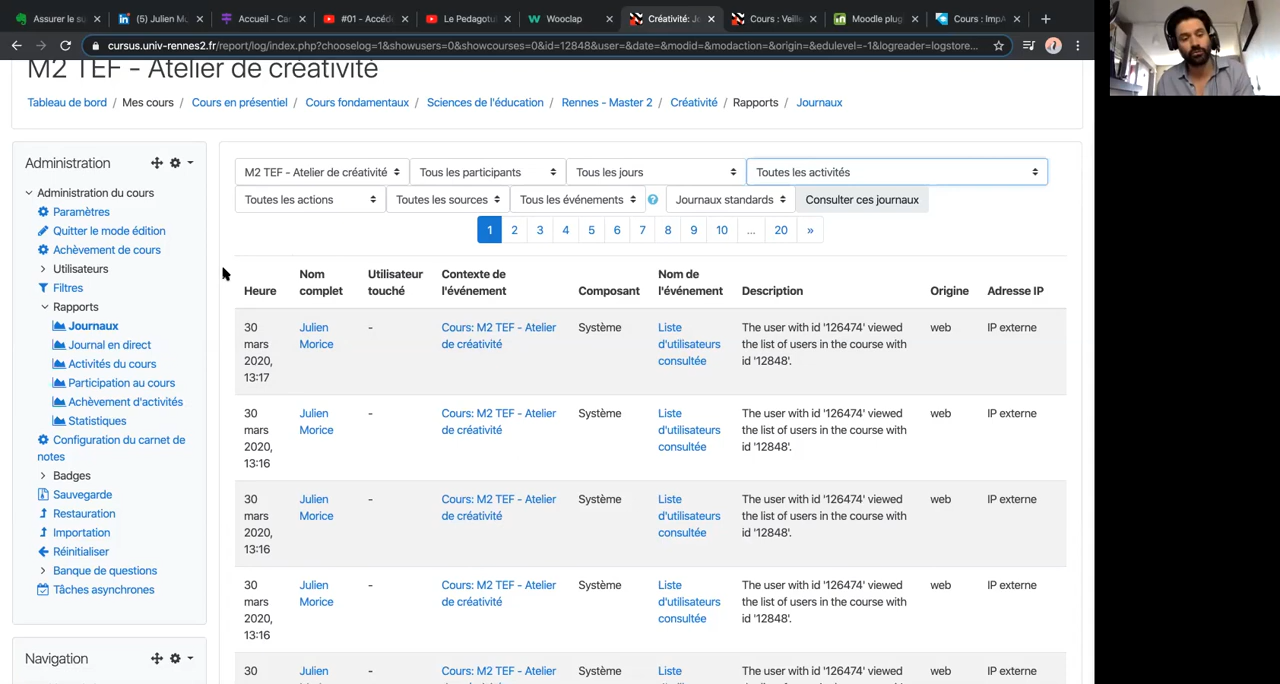 Assurer le su
(5) Julien Mo
Accueil - Car
#01 - Accéde
Le Pedagotu
Wooclap
Créativité: Jo
Cours : Veille
Moodle plug
Cours : ImpA
cursus.univ-rennes2.fr/report/log/index.php?chooselog=1&showusers=0&showcourses=0&id=12848&user=&date=&modid=&modaction=&origin=&edulevel=-1&logreader=logstore...
M2 TEF - Atelier de créativité
Tableau de bord / Mes cours / Cours en présentiel / Cours fondamentaux / Sciences de l'éducation / Rennes - Master 2 / Créativité / Rapports / Journaux
Administration
Administration du cours
Paramètres
Quitter le mode édition
Achèvement de cours
Utilisateurs
Filtres
Rapports
Journaux
Journal en direct
Activités du cours
Participation au cours
Achèvement d'activités
Statistiques
Configuration du carnet de
notes
Badges
Sauvegarde
Restauration
Importation
Réinitialiser
Banque de questions
Tâches asynchrones
Navigation
M2 TEF - Atelier de créativité Tous les participants Tous les jours Toutes les activités
Toutes les actions Toutes les sources Tous les événements Journaux standards Consulter ces journaux
1 2 3 4 5 6 7 8 9 10 ... 20 »
Heure
Nom
complet
Utilisateur
touché
Contexte de
l'événement
Composant
Nom de
l'événement
Description
Origine
Adresse IP
30
mars
2020,
13:17
Julien
Morice
-
Cours: M2 TEF - Atelier
de créativité
Système
Liste
d'utilisateurs
consultée
The user with id '126474' viewed
the list of users in the course with
id '12848'.
web
IP externe
30
mars
2020,
13:16
Julien
Morice
-
Cours: M2 TEF - Atelier
de créativité
Système
Liste
d'utilisateurs
consultée
The user with id '126474' viewed
the list of users in the course with
id '12848'.
web
IP externe
30
mars
2020,
13:16
Julien
Morice
-
Cours: M2 TEF - Atelier
de créativité
Système
Liste
d'utilisateurs
consultée
The user with id '126474' viewed
the list of users in the course with
id '12848'.
web
IP externe
30
mars
2020,
13:16
Julien
Morice
-
Cours: M2 TEF - Atelier
de créativité
Système
Liste
d'utilisateurs
consultée
The user with id '126474' viewed
the list of users in the course with
id '12848'.
web
IP externe
30
Julien
-
Cours: M2 TEF - Atelier
Système
Liste
The user with id '126474' viewed
web
IP externe